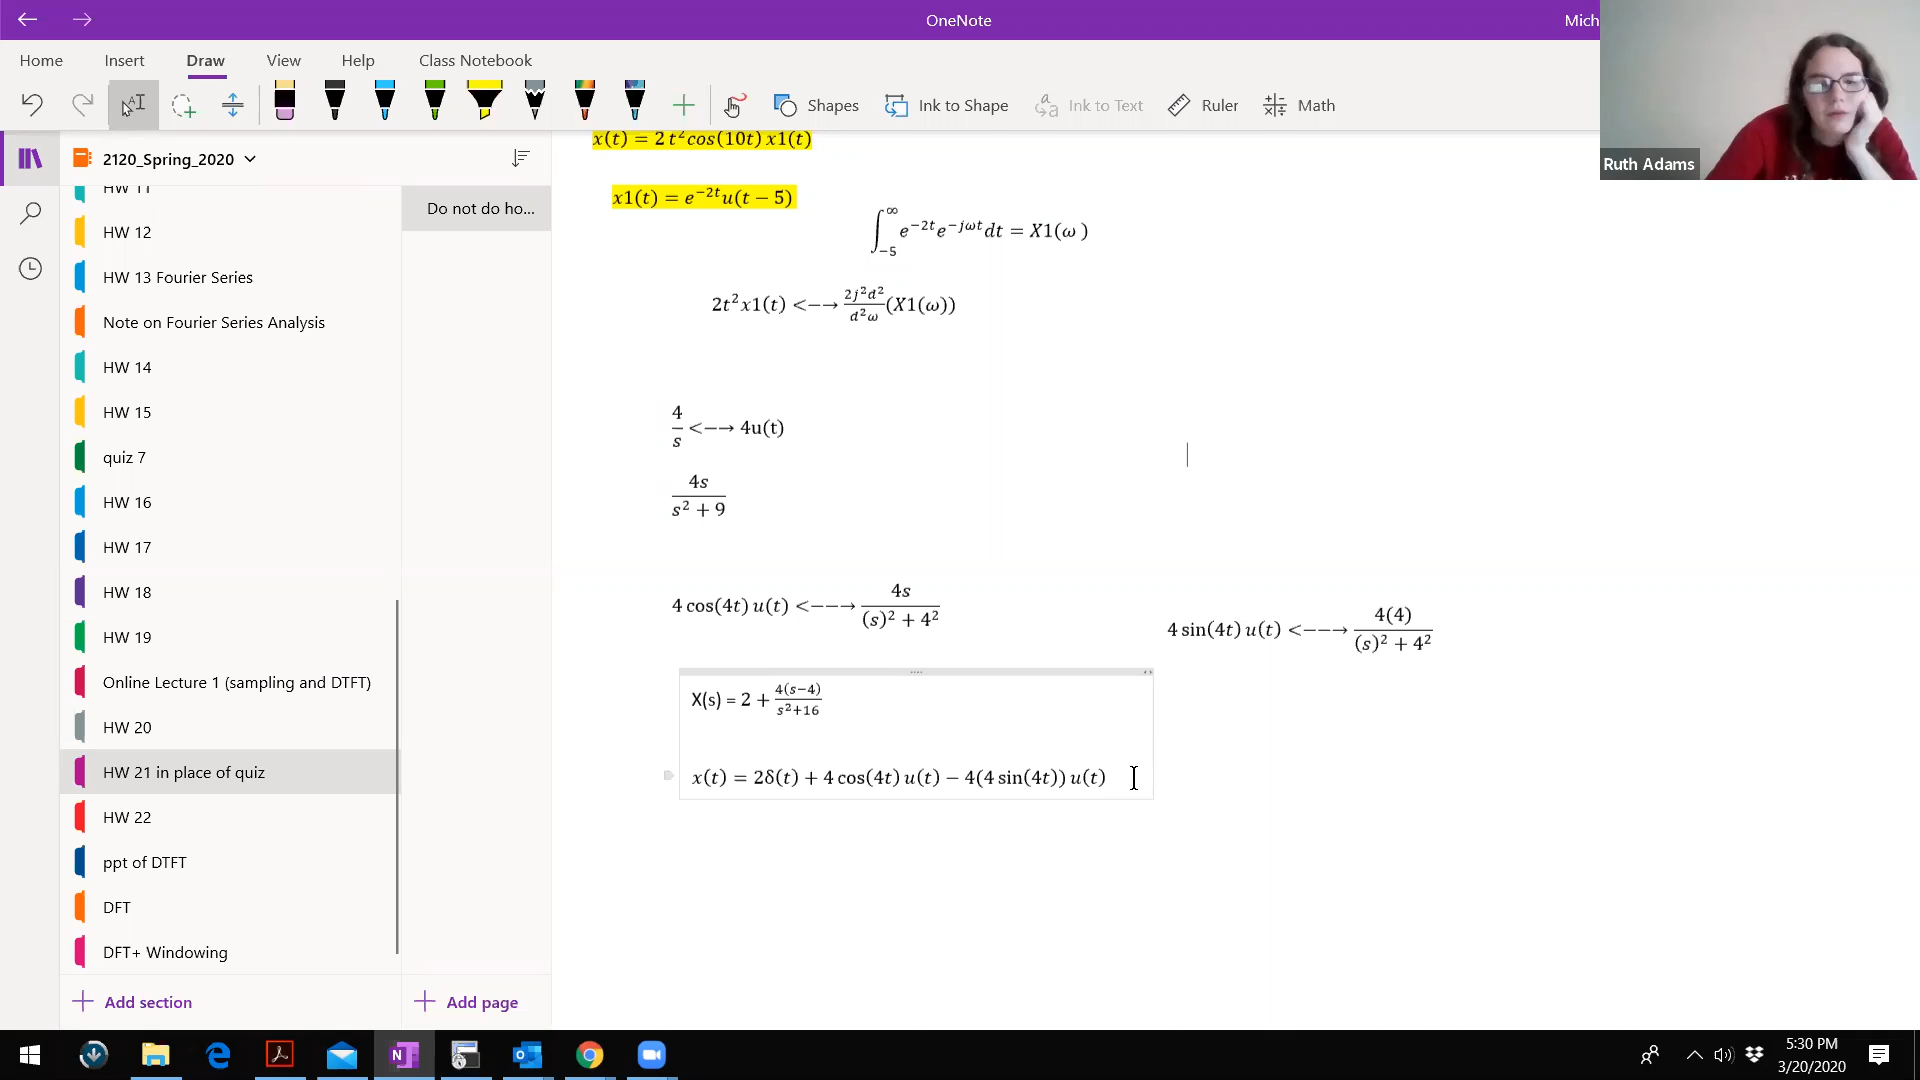 OneNote
Mich
Home Insert Draw View Help Class Notebook
Shapes Ink to Shape Ink to Text Ruler Math
Ruth Adams
2120_Spring_2020
HW 11
HW 12
HW 13 Fourier Series
Note on Fourier Series Analysis
HW 14
HW 15
quiz 7
HW 16
HW 17
HW 18
HW 19
Online Lecture 1 (sampling and DTFT)
HW 20
HW 21 in place of quiz
HW 22
ppt of DTFT
DFT
DFT+ Windowing
Add section
Do not do ho...
Add page
x(t) = 2 t² cos(10t) x1(t)
x1(t) = e^{−2t}u(t − 5)
∫_{−5}^{∞} e^{−2t}e^{−jωt}dt = X1(ω )
2t²x1(t) <−→ 2j²d²/d²ω (X1(ω))
4/s <−→ 4u(t)
4s/(s² + 9)
4 cos(4t) u(t) <−−→ 4s/((s)² + 4²)
4 sin(4t) u(t) <−−→ 4(4)/((s)² + 4²)
X(s) = 2 + 4(s−4)/(s²+16)
x(t) = 2δ(t) + 4 cos(4t) u(t) − 4(4 sin(4t)) u(t)
5:30 PM
3/20/2020